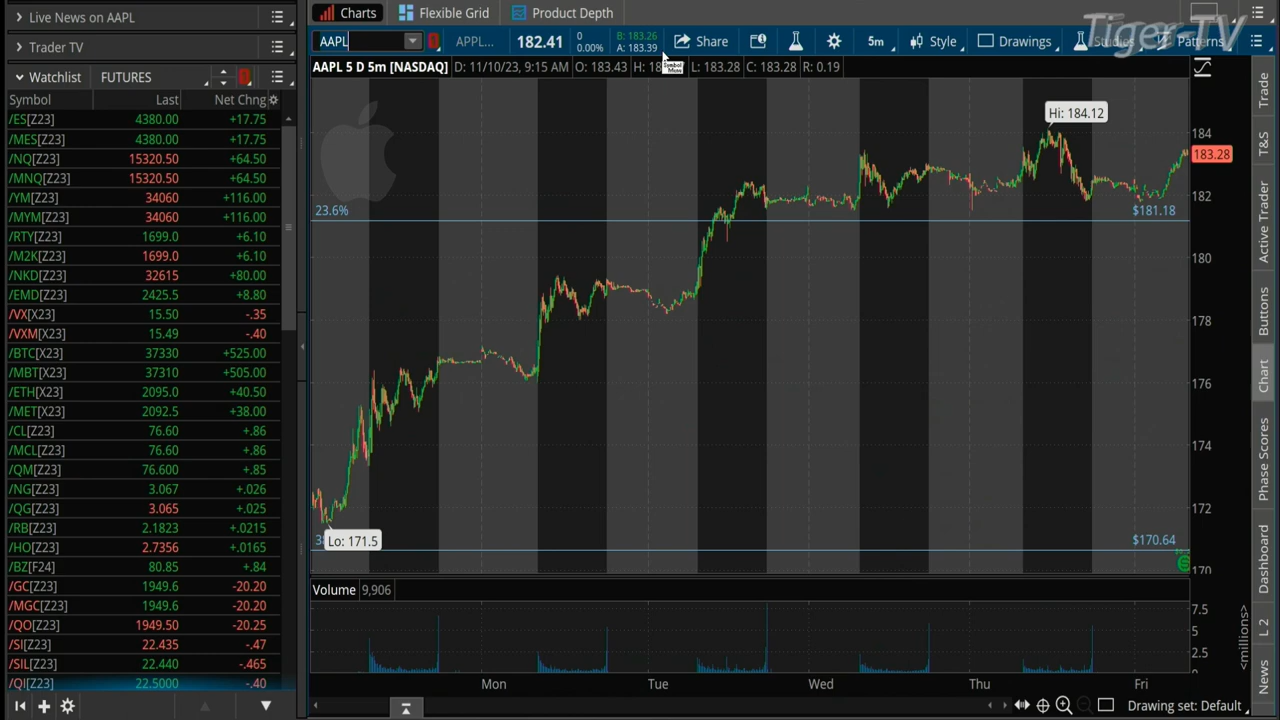 Live News on AAPL
Charts
Flexible Grid
Product Depth
Tiger TV
Tiger TV
AAPL
APPL...
182.41
0
0.00%
B: 183.26
A: 183.39
Share
5m
Style
Drawings
Studies
Patterns
Watchlist
FUTURES
AAPL 5 D 5m [NASDAQ]
D: 11/10/23, 9:15 AM
O: 183.43
H: 18
L: 183.28
C: 183.28
R: 0.19
Symbol Menu
Symbol Last Net Chng
/ES[Z23] 4380.00 +17.75
/MES[Z23] 4380.00 +17.75
/NQ[Z23] 15320.50 +64.50
/MNQ[Z23] 15320.50 +64.50
/YM[Z23] 34060 +116.00
/MYM[Z23] 34060 +116.00
/RTY[Z23] 1699.0 +6.10
/M2K[Z23] 1699.0 +6.10
/NKD[Z23] 32615 +80.00
/EMD[Z23] 2425.5 +8.80
/VX[X23] 15.50 -.35
/VXM[X23] 15.49 -.40
/BTC[X23] 37330 +525.00
/MBT[X23] 37310 +505.00
/ETH[X23] 2095.0 +40.50
/MET[X23] 2092.5 +38.00
/CL[Z23] 76.60 +.86
/MCL[Z23] 76.60 +.86
/QM[Z23] 76.600 +.85
/NG[Z23] 3.067 +.026
/QG[Z23] 3.065 +.025
/RB[Z23] 2.1823 +.0215
/HO[Z23] 2.7356 +.0165
/BZ[F24] 80.85 +.84
/GC[Z23] 1949.6 -20.20
/MGC[Z23] 1949.6 -20.20
/QO[Z23] 1949.50 -20.25
/SI[Z23] 22.435 -.47
/SIL[Z23] 22.440 -.465
/QI[Z23] 22.5000 -.40
Hi: 184.12
184
183.28
182
23.6%
$181.18
180
178
176
174
172
Lo: 171.5
$170.64
170
Volume 9,906
7.5
5
2.5
<millions>
Mon
Tue
Wed
Thu
Fri
Drawing set: Default
Trade
T&S
Active Trader
Buttons
Chart
Phase Scores
Dashboard
L 2
News